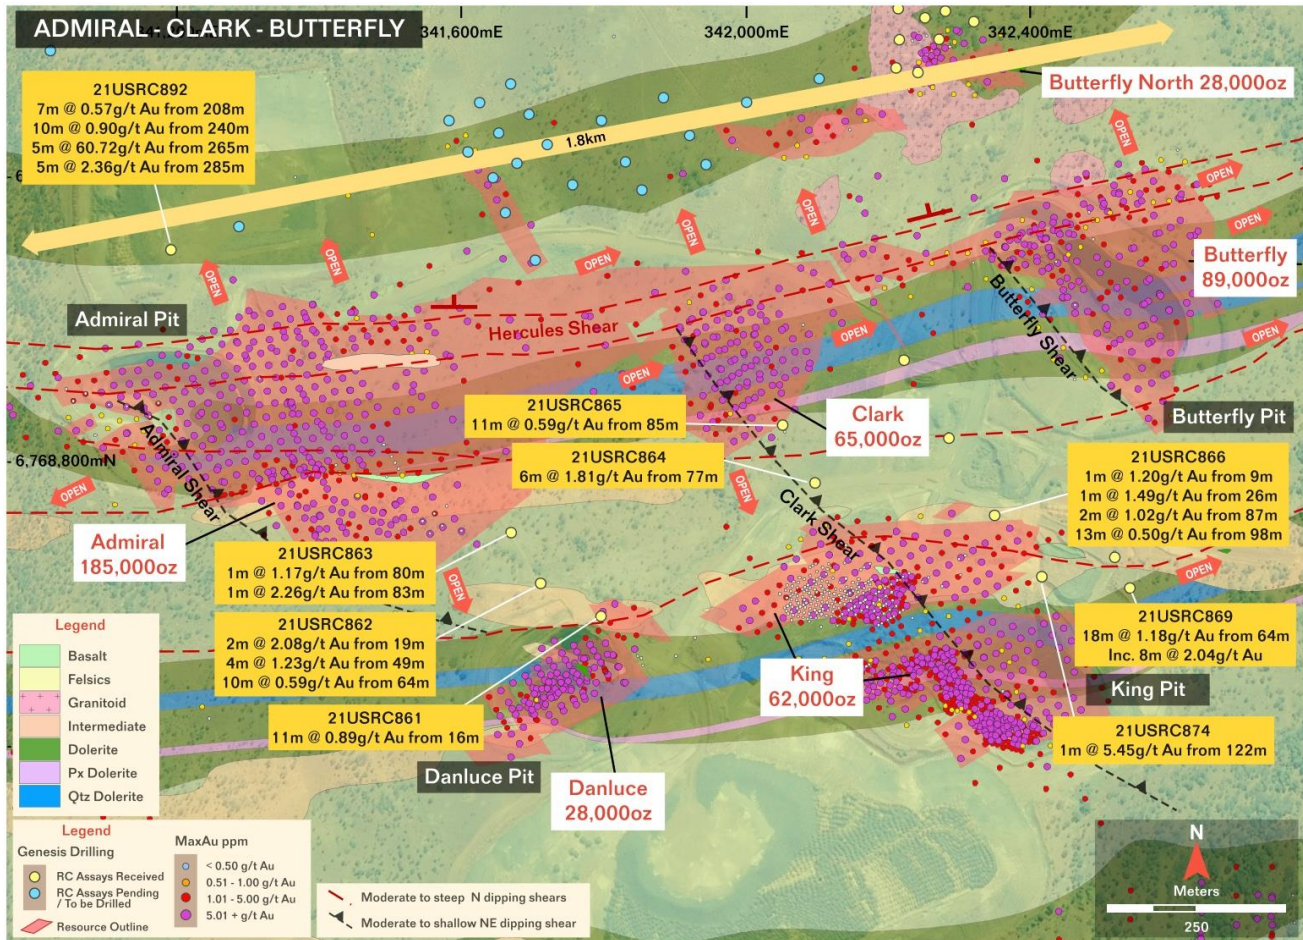 ADMIRAL - CLARK - BUTTERFLY
341,600mE
342,000mE
342,400mE
21USRC892
7m @ 0.57g/t Au from 208m
10m @ 0.90g/t Au from 240m
5m @ 60.72g/t Au from 265m
5m @ 2.36g/t Au from 285m
Butterfly North 28,000oz
1.8km
OPEN
OPEN
OPEN
OPEN
OPEN
OPEN
OPEN
OPEN
Butterfly
89,000oz
Admiral Pit
Hercules Shear
Butterfly Shear
OPEN
OPEN
OPEN
21USRC865
11m @ 0.59g/t Au from 85m
Clark
65,000oz
Butterfly Pit
Admiral Shear
6,768,800mN
21USRC864
6m @ 1.81g/t Au from 77m
21USRC866
1m @ 1.20g/t Au from 9m
1m @ 1.49g/t Au from 26m
2m @ 1.02g/t Au from 87m
13m @ 0.50g/t Au from 98m
OPEN
OPEN
Clark Shear
Admiral
185,000oz
21USRC863
1m @ 1.17g/t Au from 80m
1m @ 2.26g/t Au from 83m
OPEN
OPEN
21USRC862
2m @ 2.08g/t Au from 19m
4m @ 1.23g/t Au from 49m
10m @ 0.59g/t Au from 64m
21USRC869
18m @ 1.18g/t Au from 64m
Inc. 8m @ 2.04g/t Au
King
62,000oz
King Pit
21USRC861
11m @ 0.89g/t Au from 16m
21USRC874
1m @ 5.45g/t Au from 122m
Danluce Pit
Danluce
28,000oz
Legend
Basalt
Felsics
Granitoid
Intermediate
Dolerite
Px Dolerite
Qtz Dolerite
Legend
Genesis Drilling
RC Assays Received
RC Assays Pending
/ To be Drilled
Resource Outline
MaxAu ppm
< 0.50 g/t Au
0.51 - 1.00 g/t Au
1.01 - 5.00 g/t Au
5.01 + g/t Au
Moderate to steep N dipping shears
Moderate to shallow NE dipping shear
N
Meters
250